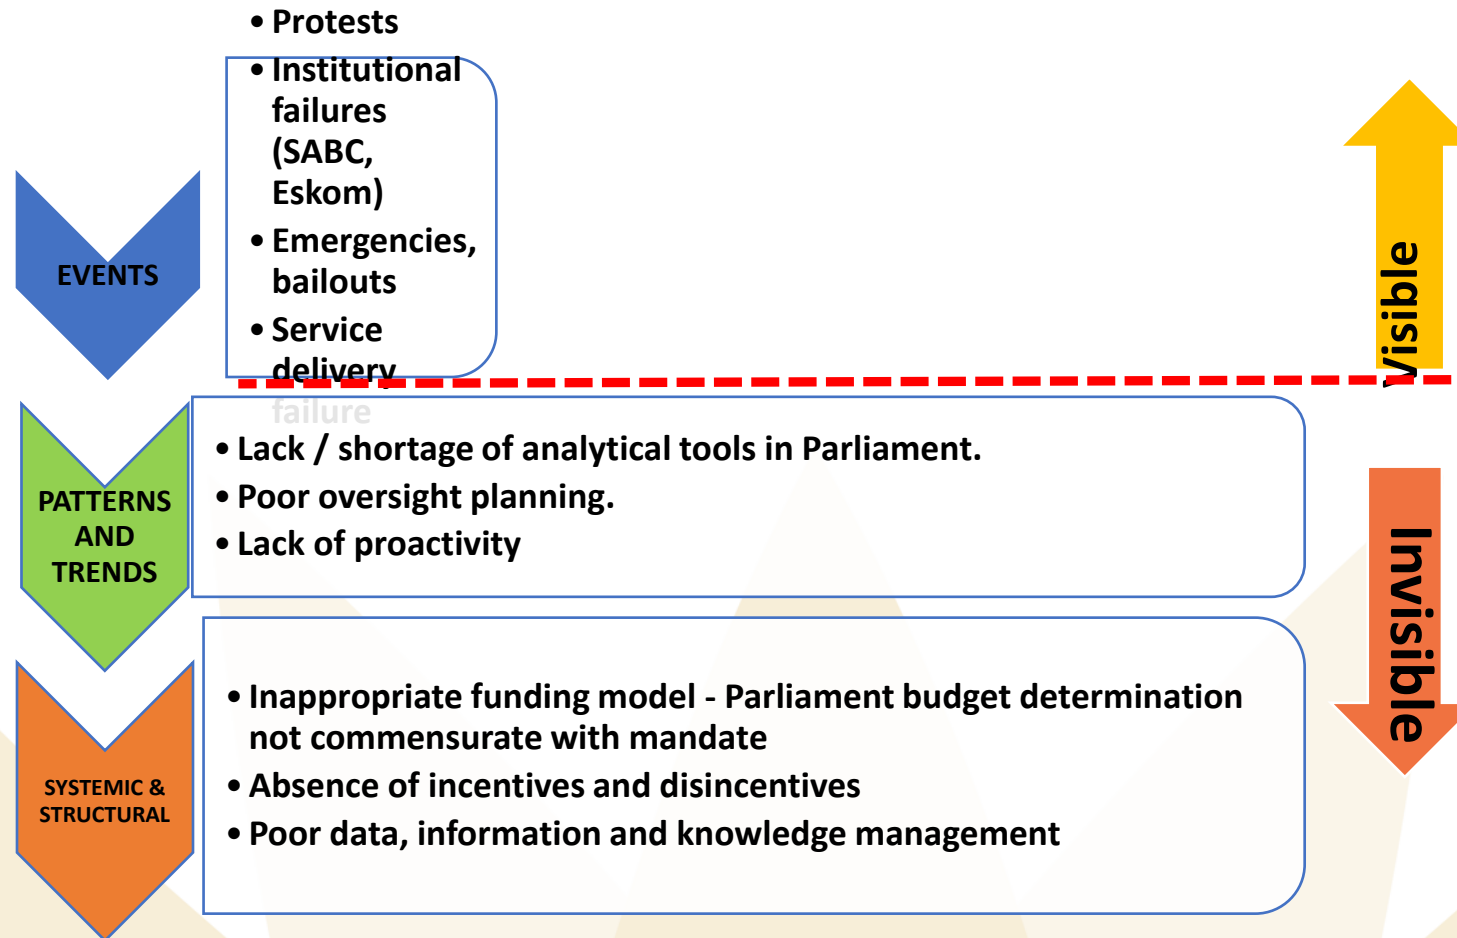 • Protests
• Institutional
failures
(SABC,
Eskom)
• Emergencies,
bailouts
• Service
delivery
failure
EVENTS
Visible
PATTERNS
AND
TRENDS
• Lack / shortage of analytical tools in Parliament.
• Poor oversight planning.
• Lack of proactivity
Invisible
SYSTEMIC &
STRUCTURAL
• Inappropriate funding model - Parliament budget determination
not commensurate with mandate
• Absence of incentives and disincentives
• Poor data, information and knowledge management